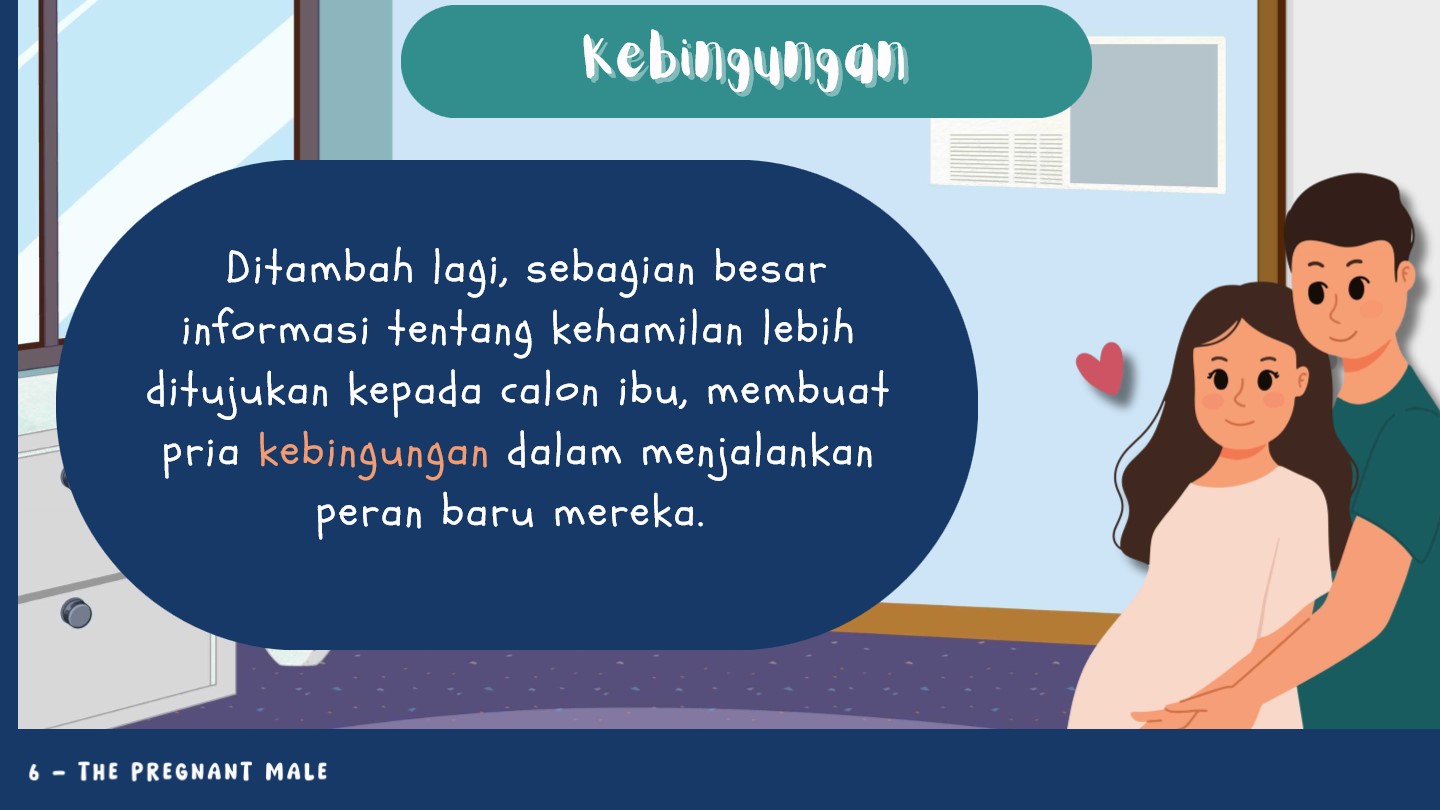 Kebingungan
Ditambah lagi, sebagian besar
informasi tentang kehamilan lebih
ditujukan kepada calon ibu, membuat
pria kebingungan dalam menjalankan
peran baru mereka.
6 - THE PREGNANT MALE